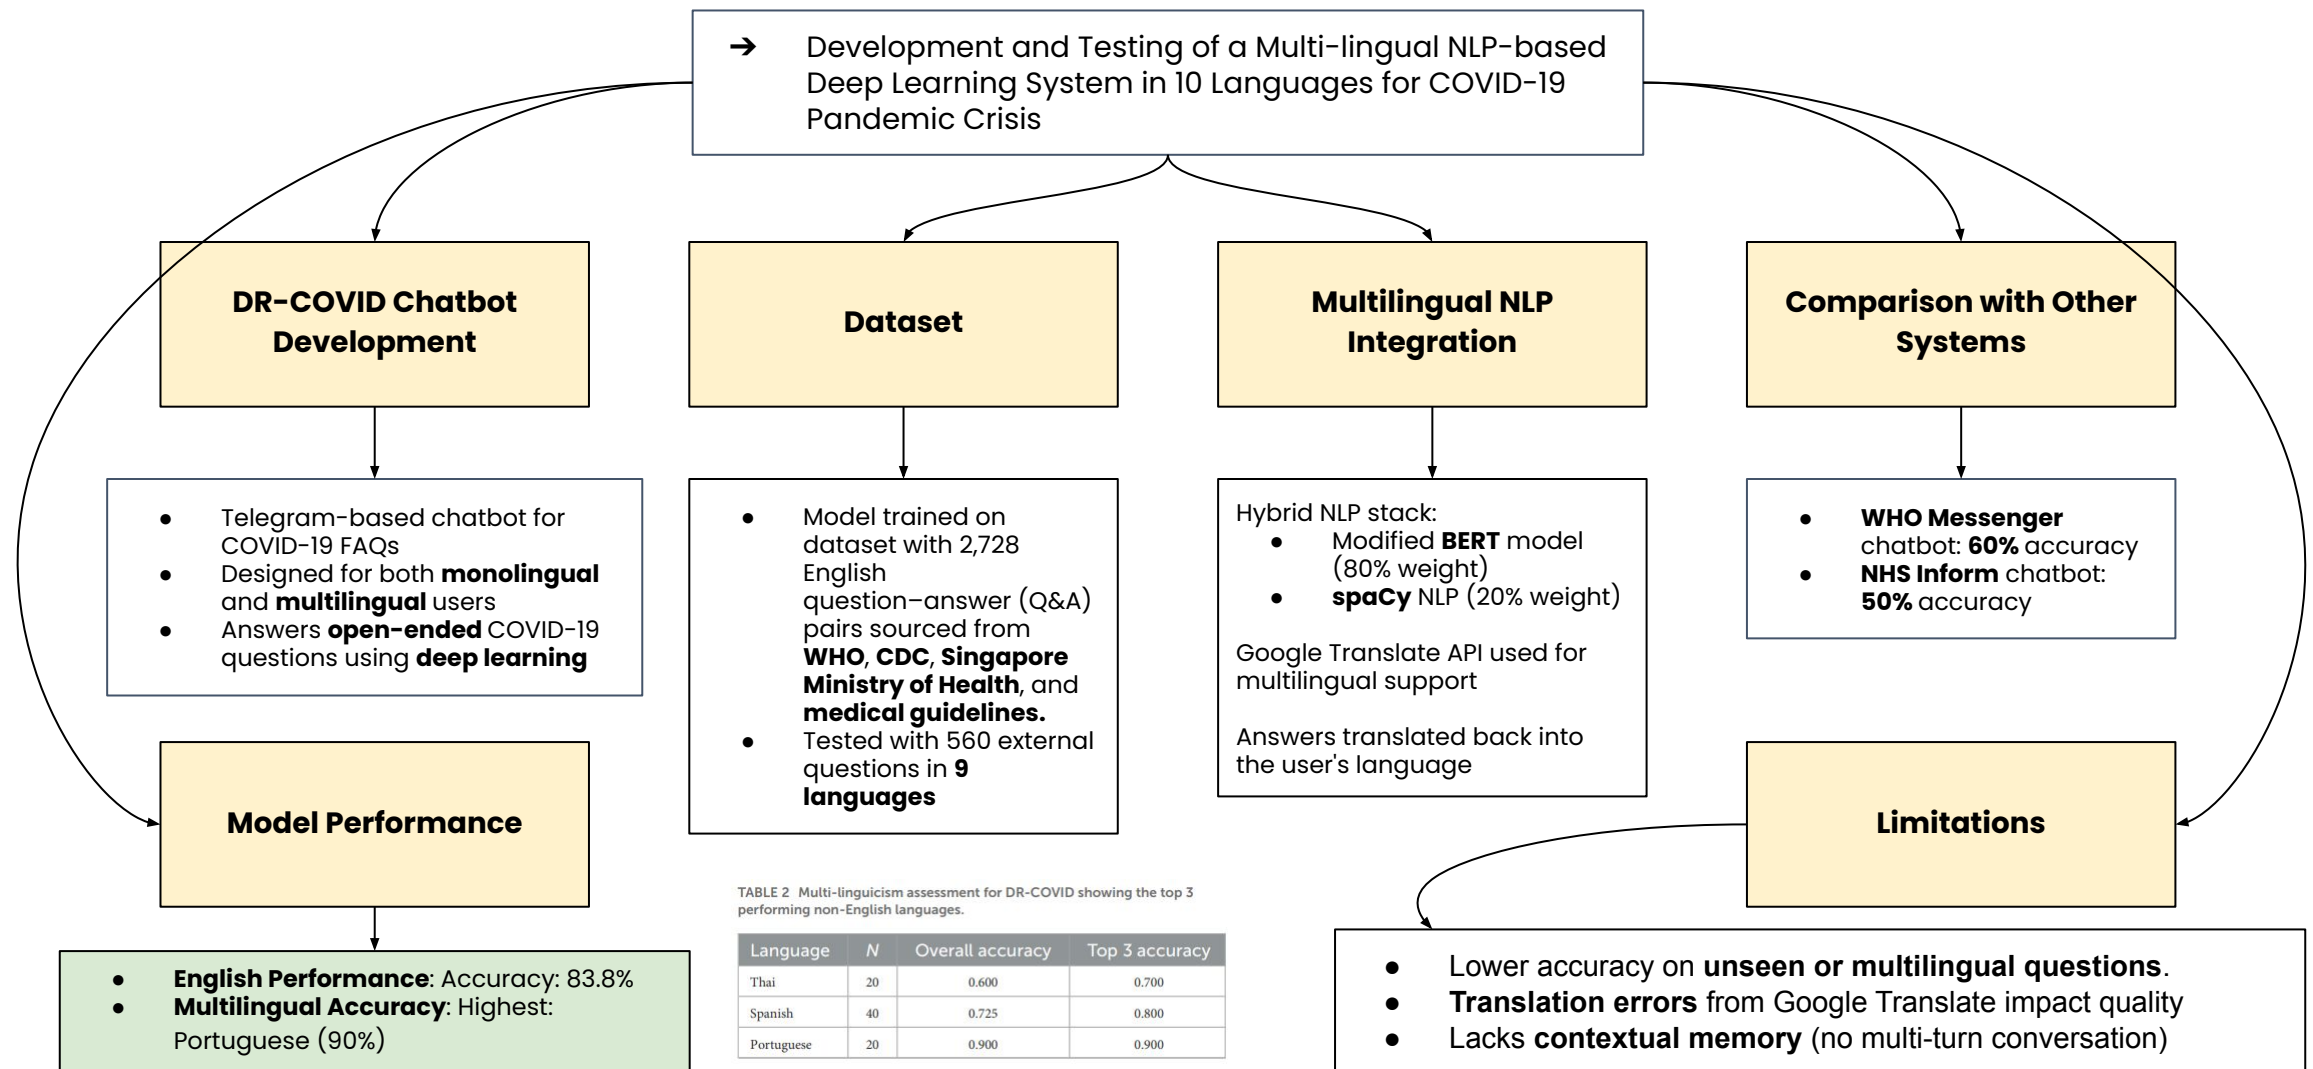 ➔ Development and Testing of a Multi-lingual NLP-based
Deep Learning System in 10 Languages for COVID-19
Pandemic Crisis
DR-COVID Chatbot
Development
Dataset
Multilingual NLP
Integration
Comparison with Other
Systems
● Telegram-based chatbot for
COVID-19 FAQs
● Designed for both monolingual
and multilingual users
● Answers open-ended COVID-19
questions using deep learning
● Model trained on
dataset with 2,728
English
question–answer (Q&A)
pairs sourced from
WHO, CDC, Singapore
Ministry of Health, and
medical guidelines.
● Tested with 560 external
questions in 9
languages
Hybrid NLP stack:
● Modified BERT model
(80% weight)
● spaCy NLP (20% weight)
Google Translate API used for
multilingual support
Answers translated back into
the user's language
● WHO Messenger
chatbot: 60% accuracy
● NHS Inform chatbot:
50% accuracy
Model Performance
Limitations
● English Performance: Accuracy: 83.8%
● Multilingual Accuracy: Highest:
Portuguese (90%)
TABLE 2 Multi-linguicism assessment for DR-COVID showing the top 3
performing non-English languages.
Language N Overall accuracy Top 3 accuracy
Thai 20 0.600 0.700
Spanish 40 0.725 0.800
Portuguese 20 0.900 0.900
● Lower accuracy on unseen or multilingual questions.
● Translation errors from Google Translate impact quality
● Lacks contextual memory (no multi-turn conversation)